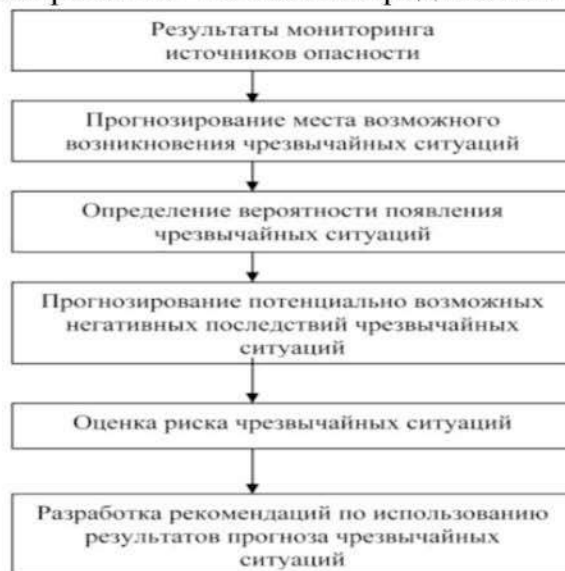 Результаты мониторинга
источников опасности
Прогнозирование места возможного
возникновения чрезвычайных ситуаций
Определение вероятности появления
чрезвычайных ситуаций
Прогнозирование потенциально возможных
негативных последствий чрезвычайных
ситуаций
Оценка риска чрезвычайных ситуаций
Разработка рекомендаций по использованию
результатов прогноза чрезвычайных
ситуаций